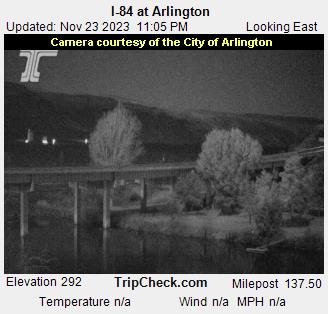 I-84 at Arlington
Updated: Nov 23 2023 11:05 PM Looking East
Camera courtesy of the City of Arlington
Elevation 292 TripCheck.com Milepost 137.50
Temperature n/a Wind n/a MPH n/a